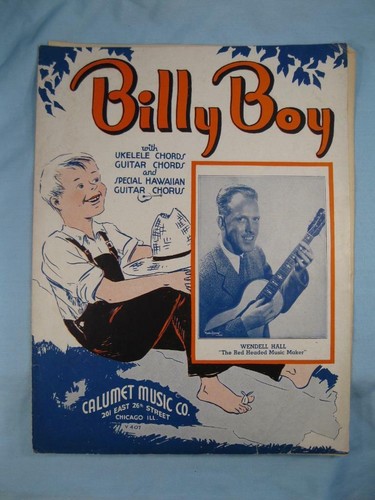 Billy Boy
with
UKELELE CHORDS
GUITAR CHORDS
and
SPECIAL HAWAIIAN
GUITAR CHORUS
WENDELL HALL
"The Red Headed Music Maker"
CALUMET MUSIC CO.
201 EAST 26th STREET
CHICAGO ILL.